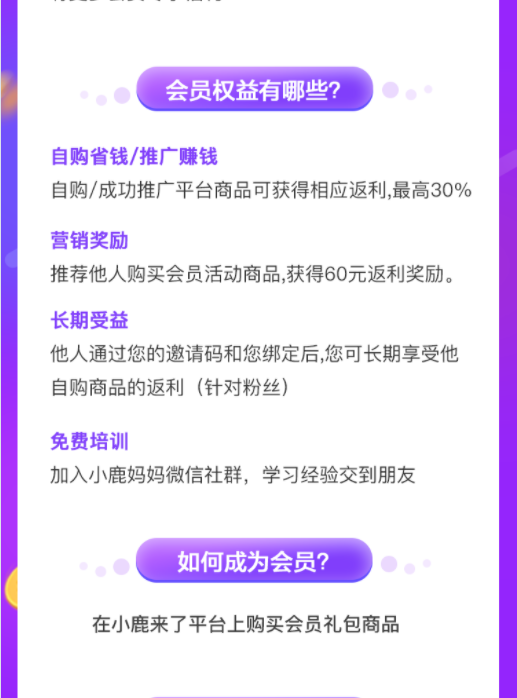 会员权益有哪些?
自购省钱/推广赚钱
自购/成功推广平台商品可获得相应返利,最高30%
营销奖励
推荐他人购买会员活动商品,获得60元返利奖励。
长期受益
他人通过您的邀请码和您绑定后,您可长期享受他
自购商品的返利（针对粉丝）
免费培训
加入小鹿妈妈微信社群，学习经验交到朋友
如何成为会员?
在小鹿来了平台上购买会员礼包商品